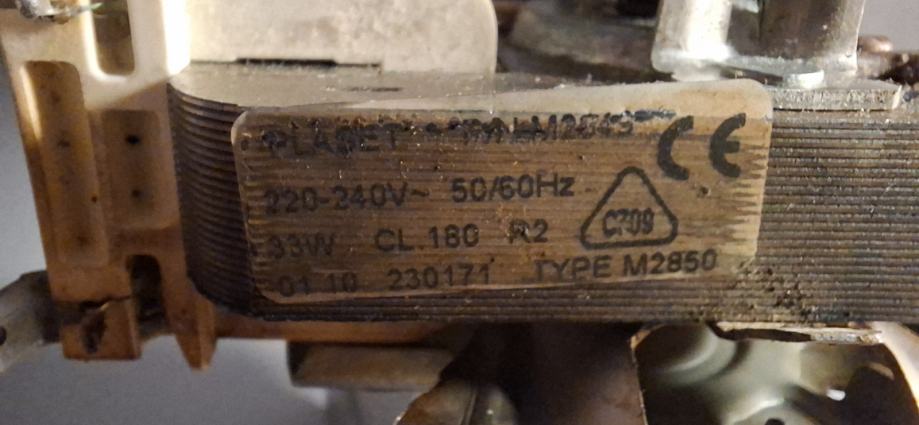 PLASET
CE
220-240V~ 50/60Hz
33W CL.180 R2
C709
01 10 230171 TYPE M2850